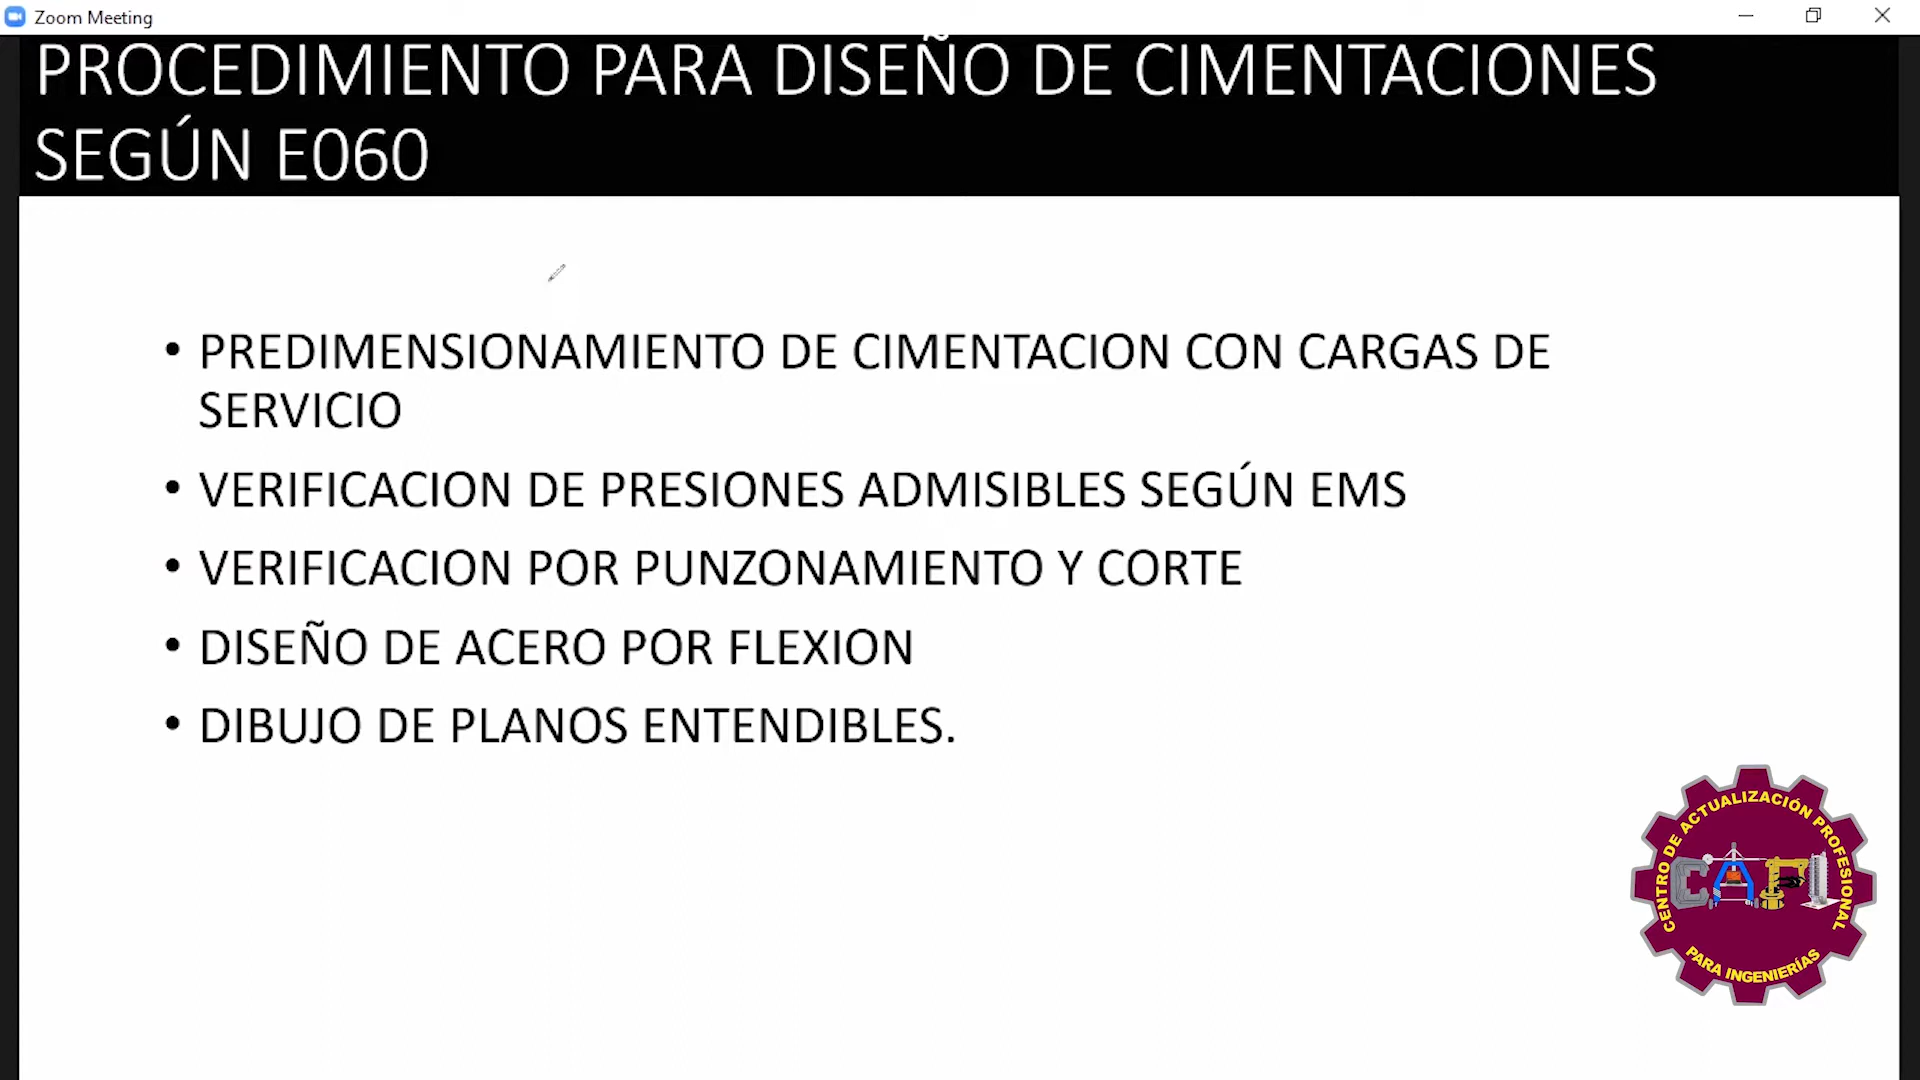 Zoom Meeting
PROCEDIMIENTO PARA DISEÑO DE CIMENTACIONES
SEGÚN E060
• PREDIMENSIONAMIENTO DE CIMENTACION CON CARGAS DE
SERVICIO
• VERIFICACION DE PRESIONES ADMISIBLES SEGÚN EMS
• VERIFICACION POR PUNZONAMIENTO Y CORTE
• DISEÑO DE ACERO POR FLEXION
• DIBUJO DE PLANOS ENTENDIBLES.
CENTRO DE ACTUALIZACIÓN PROFESIONAL
CAPI
PARA INGENIERÍAS